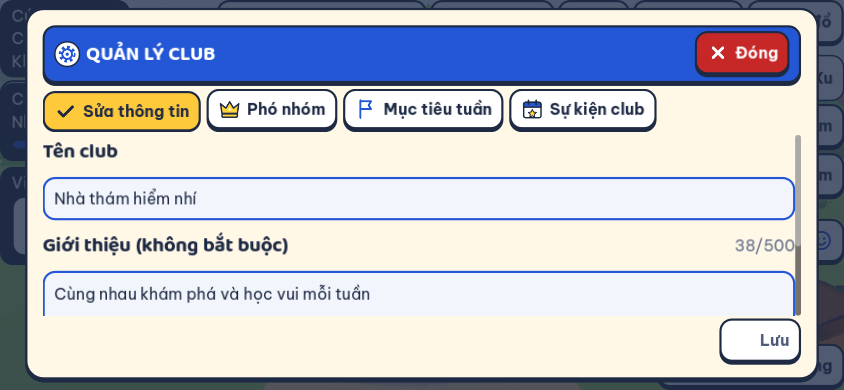 QUẢN LÝ CLUB
Đóng
Sửa thông tin
Phó nhóm
Mục tiêu tuần
Sự kiện club
Tên club
Nhà thám hiểm nhí
Giới thiệu (không bắt buộc)
38/500
Cùng nhau khám phá và học vui mỗi tuần
Lưu